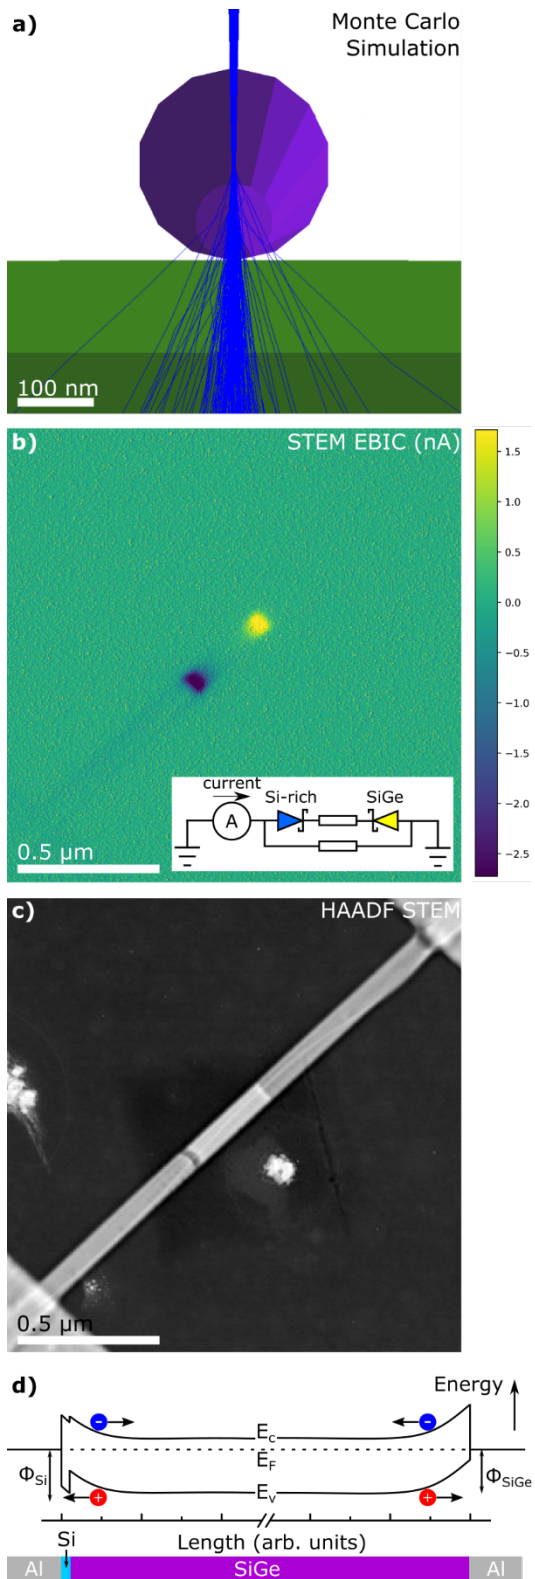 a)
Monte Carlo
Simulation
100 nm
b)
STEM EBIC (nA)
1.5
1.0
0.5
0.0
−0.5
−1.0
−1.5
−2.0
−2.5
current
Si-rich
SiGe
A
0.5 μm
c)
HAADF STEM
0.5 μm
d)
Energy
E_c
E_F
E_v
Φ_Si
Φ_SiGe
Length (arb. units)
Si
Al
SiGe
Al